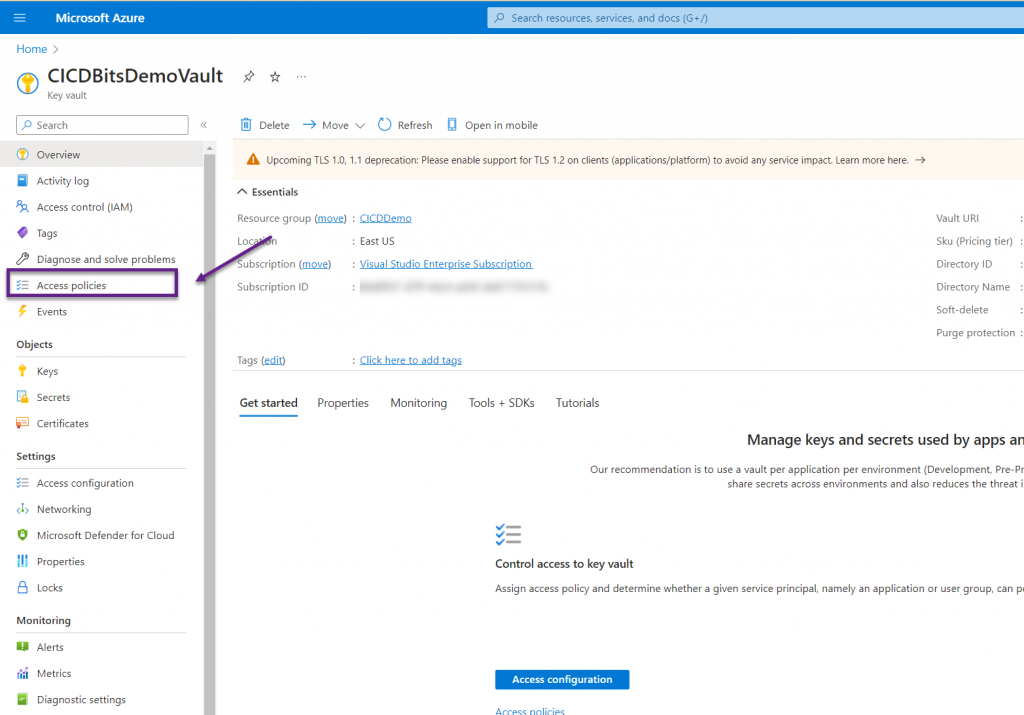 Microsoft Azure
Search resources, services, and docs (G+/)
Home
CICDBitsDemoVault
Key vault
Search
Delete
Move
Refresh
Open in mobile
Overview
Activity log
Access control (IAM)
Tags
Diagnose and solve problems
Access policies
Events
Objects
Keys
Secrets
Certificates
Settings
Access configuration
Networking
Microsoft Defender for Cloud
Properties
Locks
Monitoring
Alerts
Metrics
Diagnostic settings
Upcoming TLS 1.0, 1.1 deprecation: Please enable support for TLS 1.2 on clients (applications/platform) to avoid any service impact. Learn more here. →
Essentials
Resource group (move) : CICDDemo
Location : East US
Subscription (move) : Visual Studio Enterprise Subscription
Subscription ID :
Tags (edit) : Click here to add tags
Vault URI :
Sku (Pricing tier) :
Directory ID :
Directory Name :
Soft-delete :
Purge protection :
Get started
Properties
Monitoring
Tools + SDKs
Tutorials
Manage keys and secrets used by apps an
Our recommendation is to use a vault per application per environment (Development, Pre-Pr
share secrets across environments and also reduces the threat i
Control access to key vault
Assign access policy and determine whether a given service principal, namely an application or user group, can pe
Access configuration
Access policies